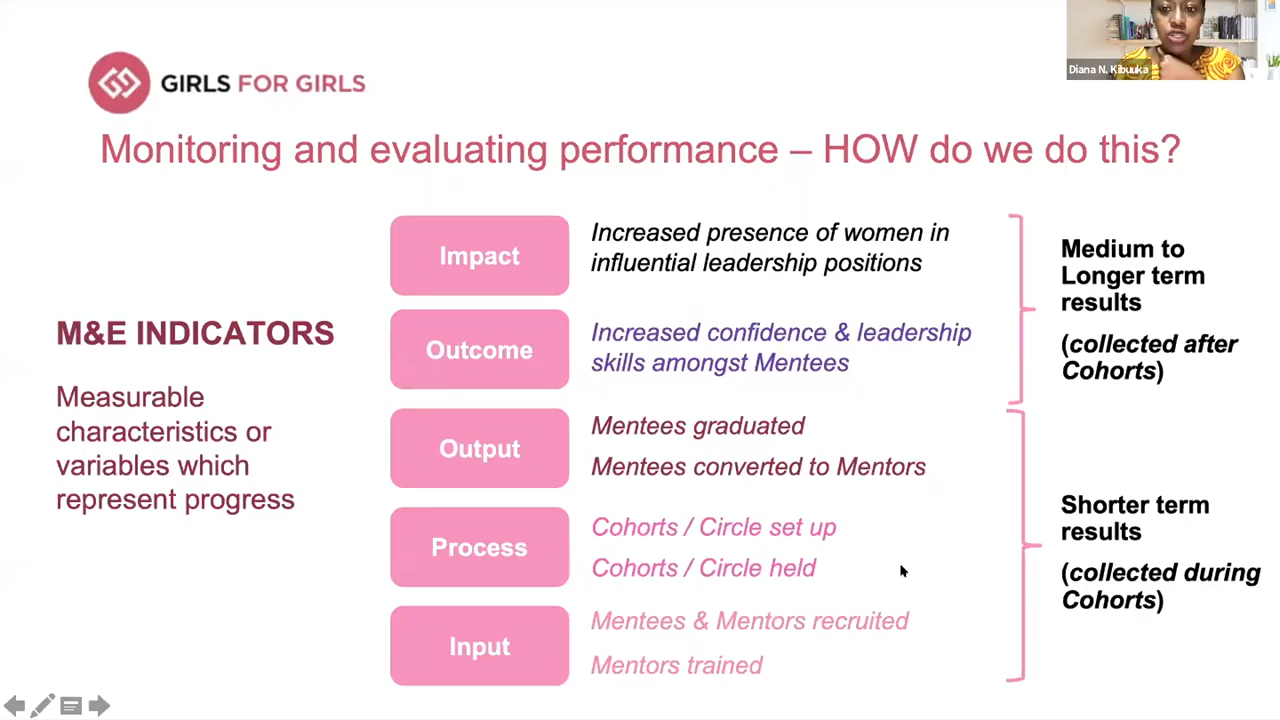 Diana N. Kibuuka
GIRLS FOR GIRLS
Monitoring and evaluating performance – HOW do we do this?
M&E INDICATORS
Measurable
characteristics or
variables which
represent progress
Impact
Increased presence of women in
influential leadership positions
Outcome
Increased confidence & leadership
skills amongst Mentees
Output
Mentees graduated
Mentees converted to Mentors
Process
Cohorts / Circle set up
Cohorts / Circle held
Input
Mentees & Mentors recruited
Mentors trained
Medium to
Longer term
results
(collected after
Cohorts)
Shorter term
results
(collected during
Cohorts)